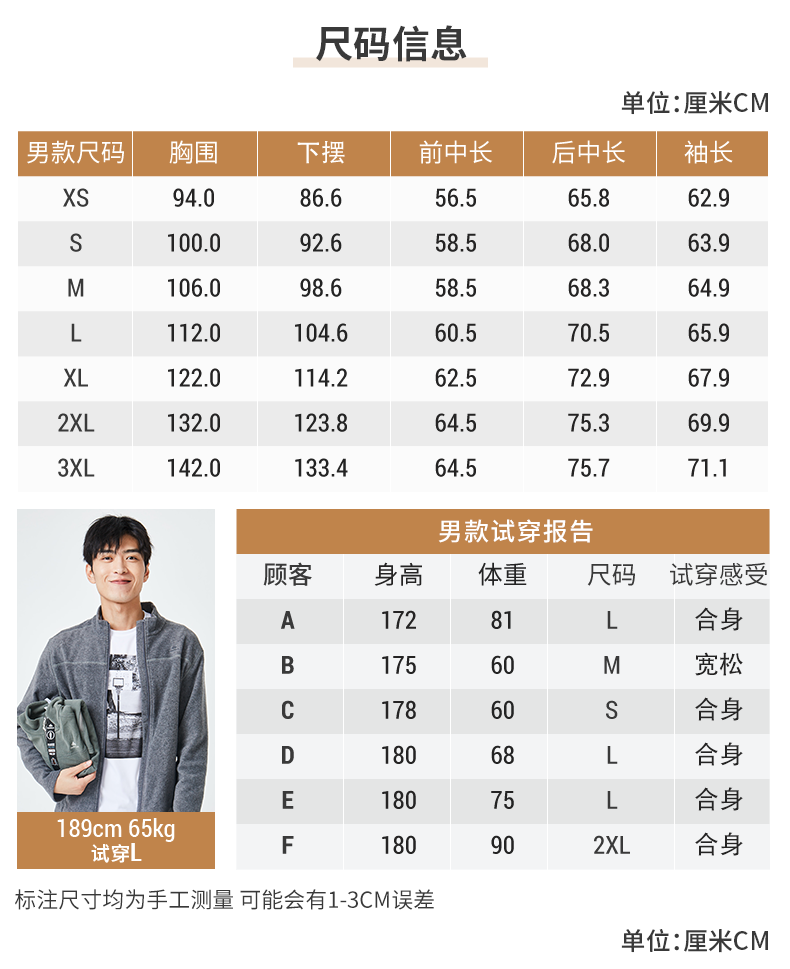 尺码信息
单位:厘米CM
男款尺码 胸围 下摆 前中长 后中长 袖长
XS 94.0 86.6 56.5 65.8 62.9
S 100.0 92.6 58.5 68.0 63.9
M 106.0 98.6 58.5 68.3 64.9
L 112.0 104.6 60.5 70.5 65.9
XL 122.0 114.2 62.5 72.9 67.9
2XL 132.0 123.8 64.5 75.3 69.9
3XL 142.0 133.4 64.5 75.7 71.1
男款试穿报告
顾客 身高 体重 尺码 试穿感受
A 172 81 L 合身
B 175 60 M 宽松
C 178 60 S 合身
D 180 68 L 合身
E 180 75 L 合身
F 180 90 2XL 合身
189cm 65kg
试穿L
标注尺寸均为手工测量 可能会有1-3CM误差
单位:厘米CM